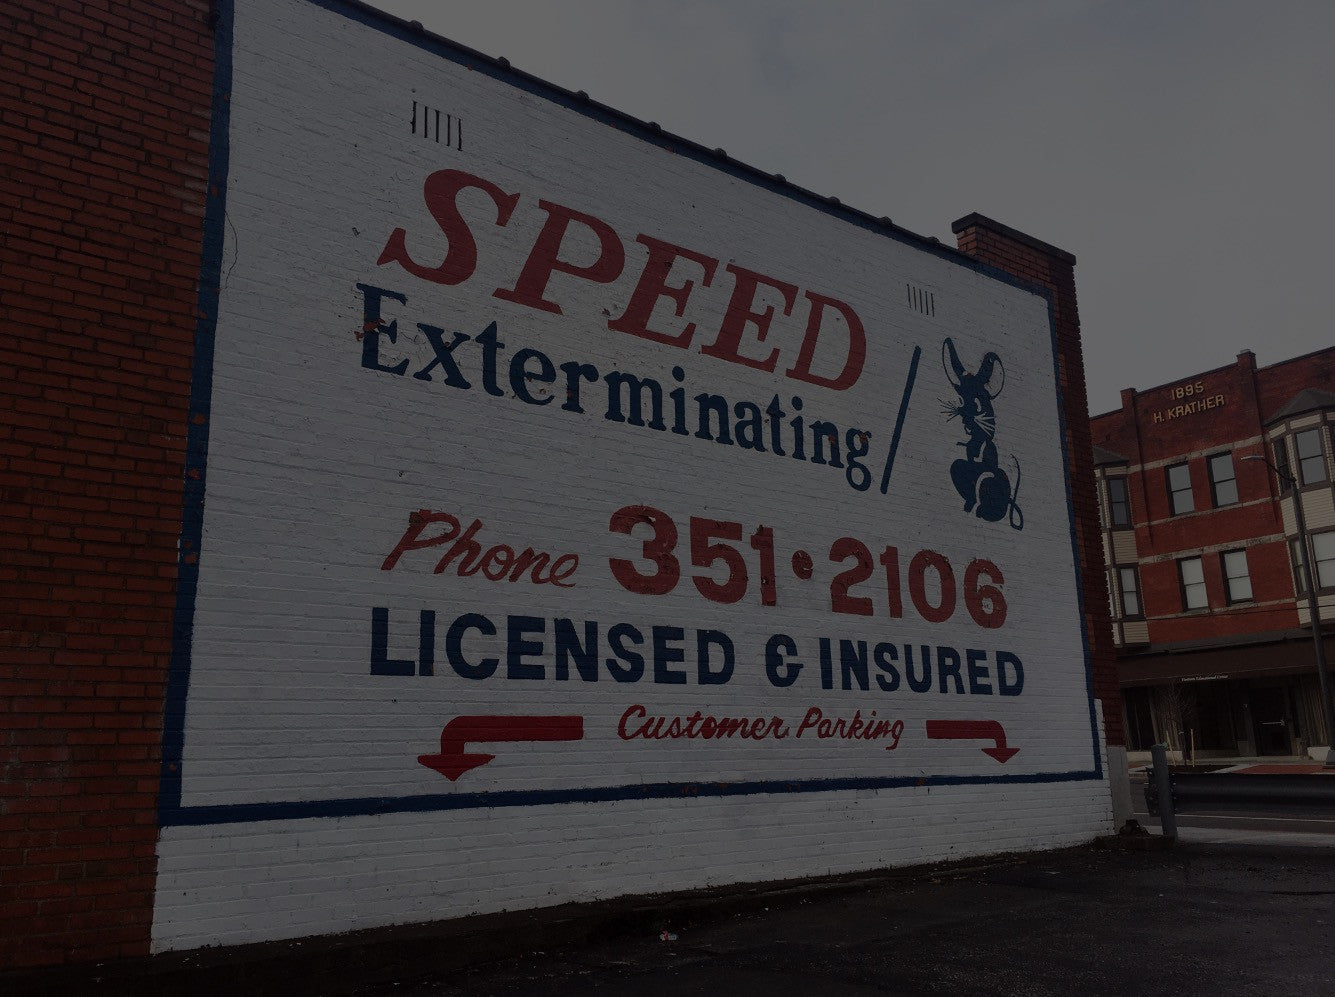 SPEED
Exterminating
Phone 351•2106
LICENSED & INSURED
Customer Parking
1895
H. KRATHER